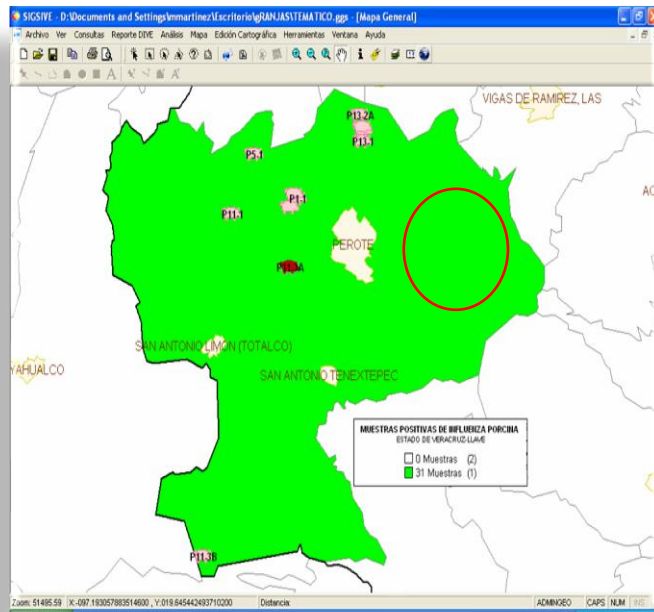 SIGSIVE - D:\Documents and Settings\mmartinez\Escritorio\gRANJAS\TEMATICO.ggs - [Mapa General]
Archivo Ver Consultas Reporte DIVE Análisis Mapa Edición Cartográfica Herramientas Ventana Ayuda
VIGAS DE RAMIREZ, LAS
P13-2A
P13-1
P5-1
P1-1
P11-1
PEROTE
SAN ANTONIO LIMÓN (TOTALCO)
YAHUALCO
SAN ANTONIO TENEXTEPEC
MUESTRAS POSITIVAS DE INFLUENZA PORCINA
ESTADO DE VERACRUZ-LLAVE
0 Muestras (2)
31 Muestras (1)
P11-3B
Zoom: 51495.59 X:-097.193057883514600 , Y:019.645442493710200 Distancia: ADMINGEO CAPS NUM INS